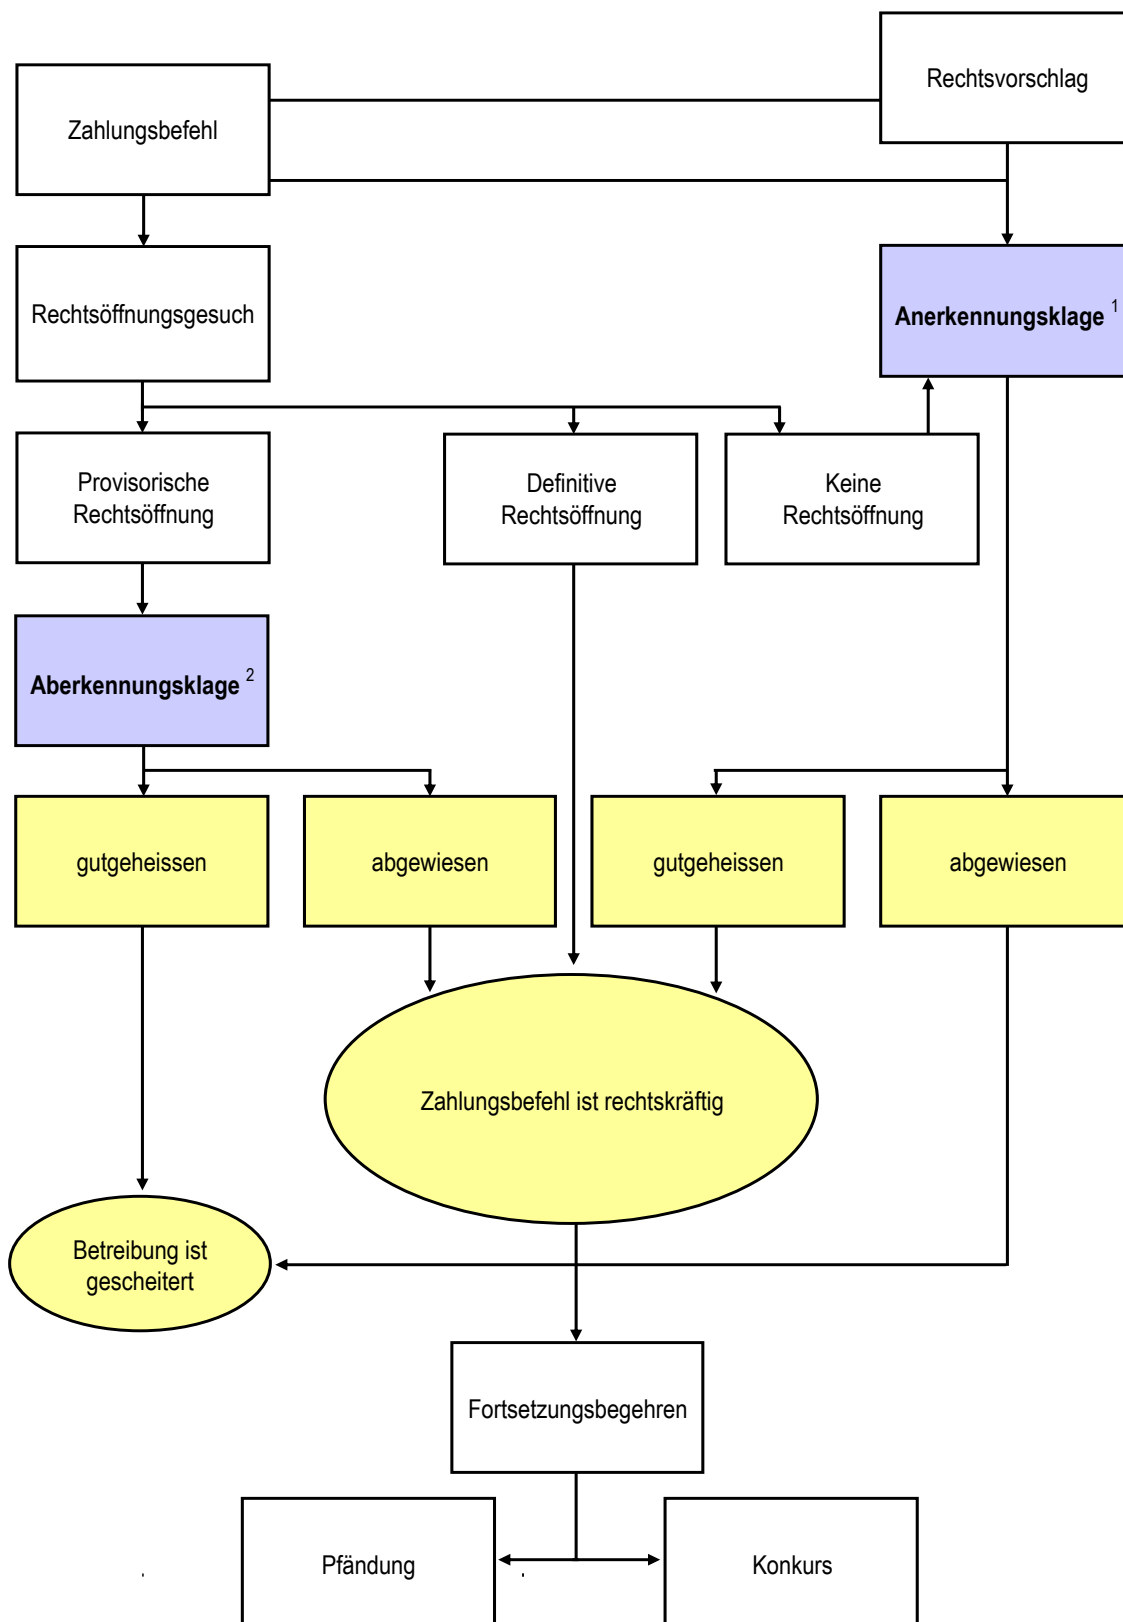 Rechtsvorschlag
Zahlungsbefehl
Rechtsöffnungsgesuch
Anerkennungsklage 1
Provisorische
Rechtsöffnung
Definitive
Rechtsöffnung
Keine
Rechtsöffnung
Aberkennungsklage 2
gutgeheissen
abgewiesen
gutgeheissen
abgewiesen
Zahlungsbefehl ist rechtskräftig
Betreibung ist
gescheitert
Fortsetzungsbegehren
Pfändung
Konkurs